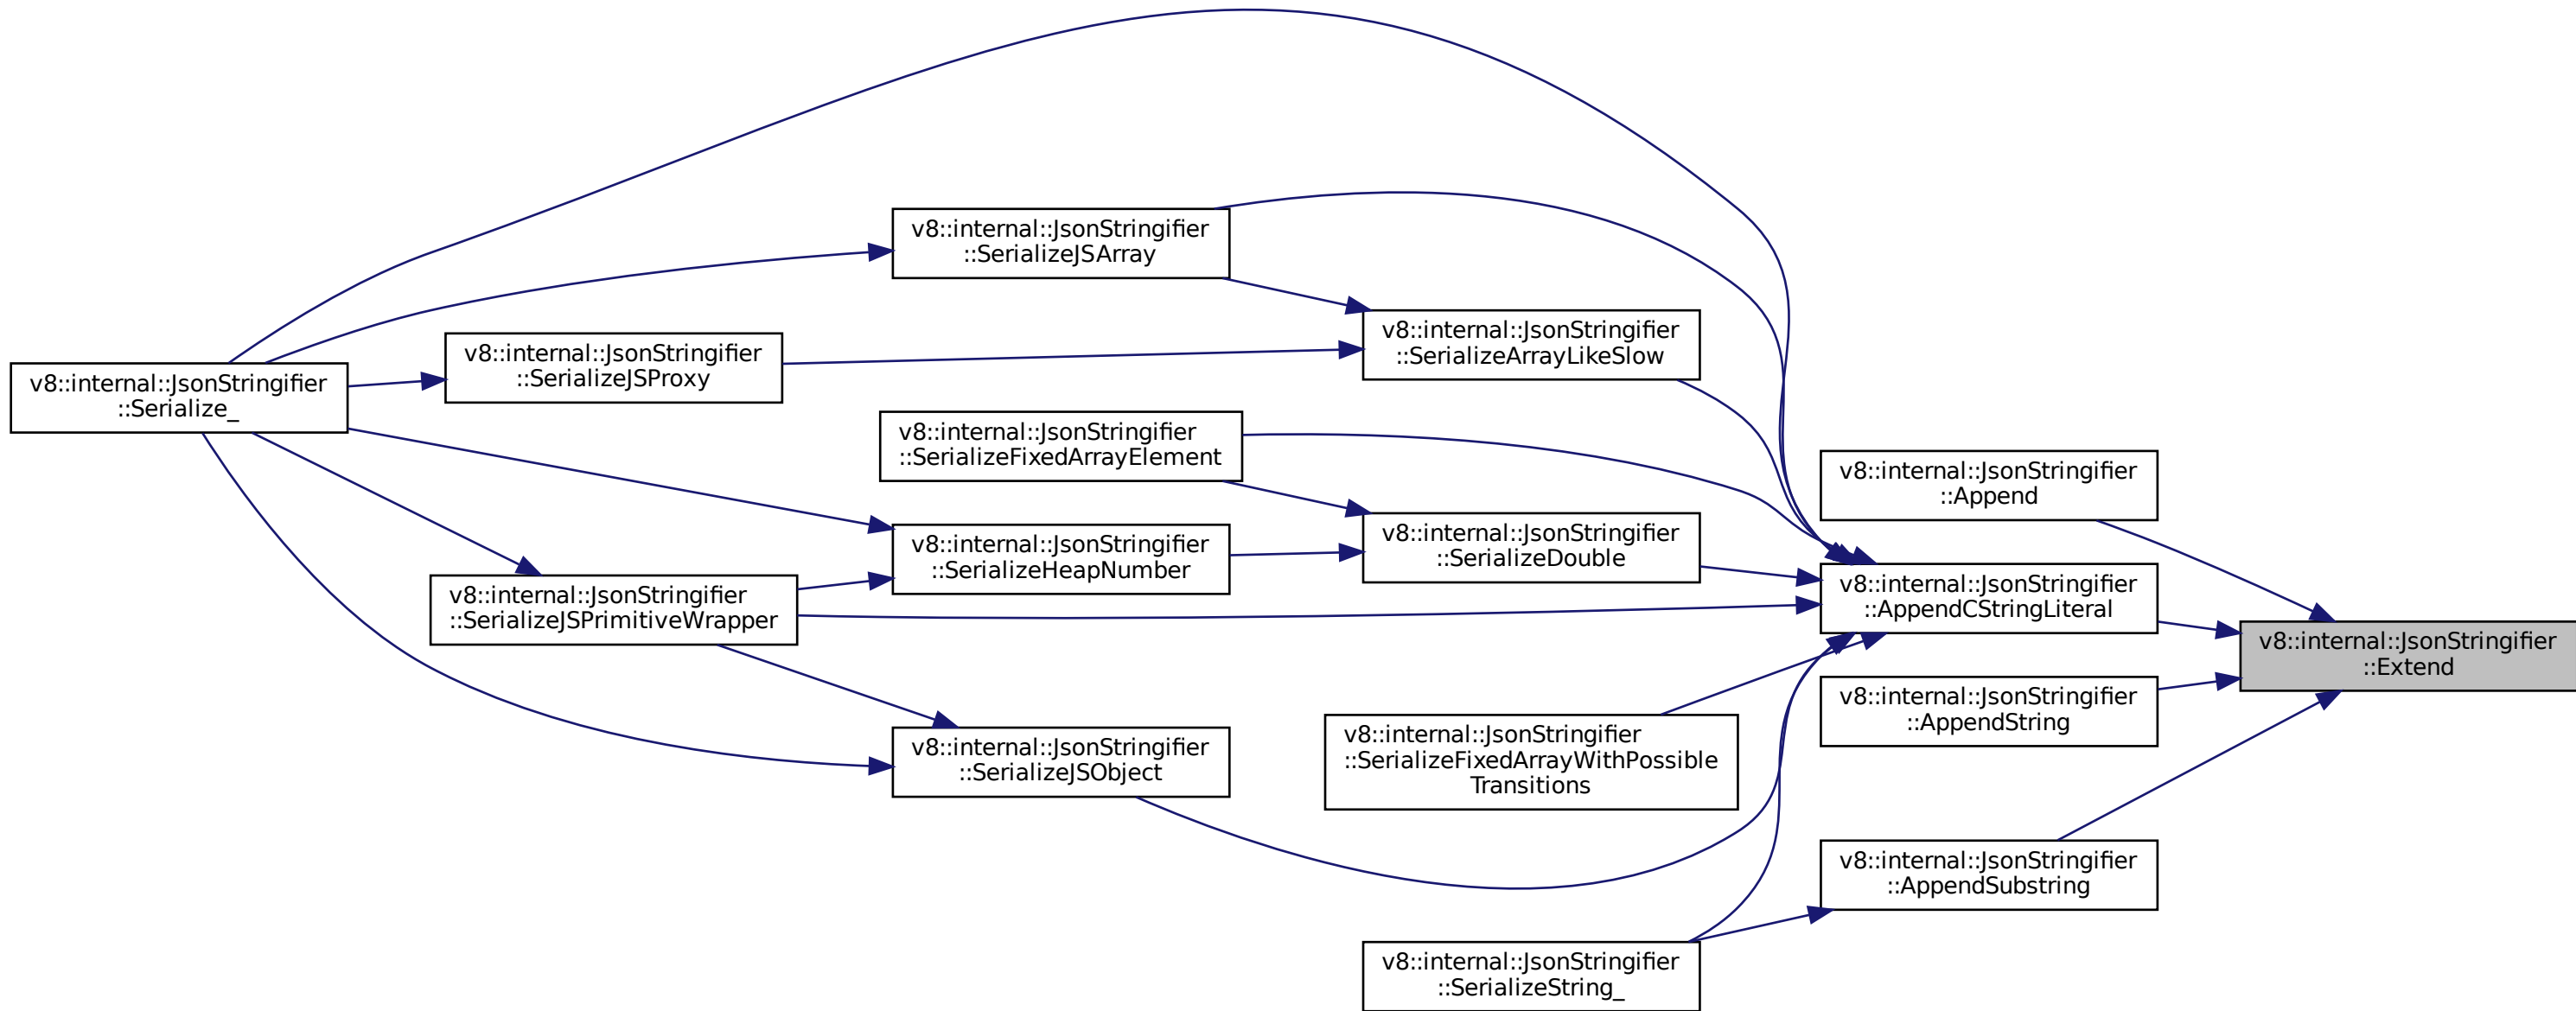 v8::internal::JsonStringifier
::SerializeJSArray
v8::internal::JsonStringifier
::SerializeArrayLikeSlow
v8::internal::JsonStringifier
::SerializeJSProxy
v8::internal::JsonStringifier
::Serialize_
v8::internal::JsonStringifier
::SerializeFixedArrayElement
v8::internal::JsonStringifier
::Append
v8::internal::JsonStringifier
::SerializeDouble
v8::internal::JsonStringifier
::SerializeHeapNumber
v8::internal::JsonStringifier
::AppendCStringLiteral
v8::internal::JsonStringifier
::SerializeJSPrimitiveWrapper
v8::internal::JsonStringifier
::Extend
v8::internal::JsonStringifier
::AppendString
v8::internal::JsonStringifier
::SerializeFixedArrayWithPossible
Transitions
v8::internal::JsonStringifier
::SerializeJSObject
v8::internal::JsonStringifier
::AppendSubstring
v8::internal::JsonStringifier
::SerializeString_